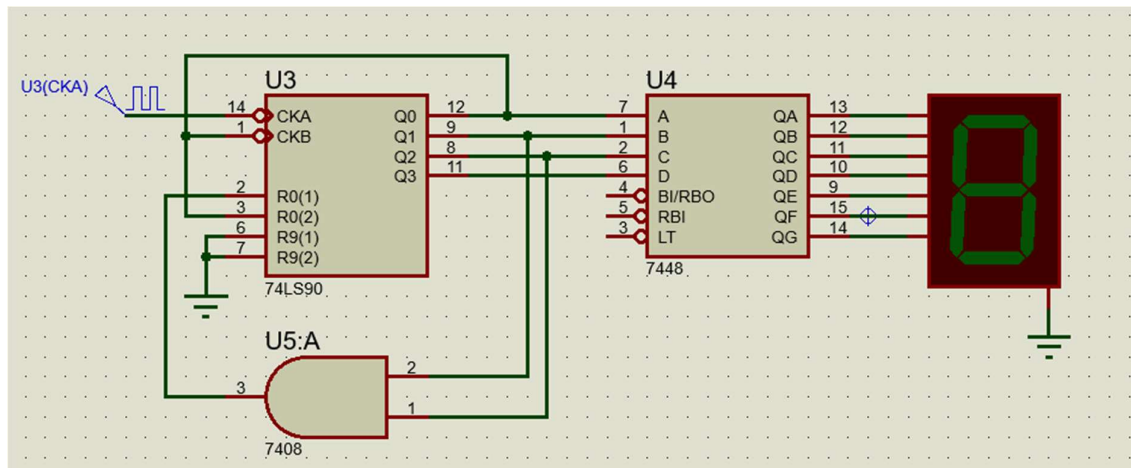 U3(CKA)
U3
14 CKA Q0 12
1 CKB Q1 9
Q2 8
Q3 11
2 R0(1)
3 R0(2)
6 R9(1)
7 R9(2)
74LS90
U4
7 A QA 13
1 B QB 12
2 C QC 11
6 D QD 10
4 BI/RBO QE 9
5 RBI QF 15
3 LT QG 14
7448
U5:A
2
3
1
7408